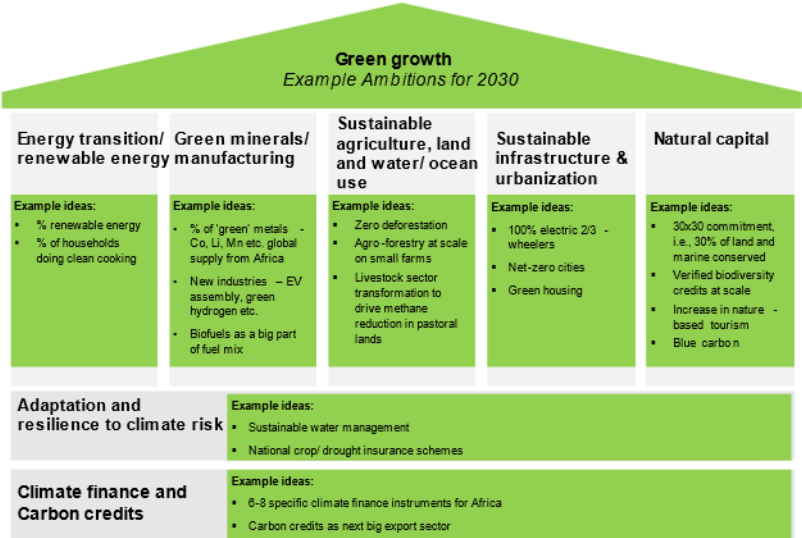 Green growth
Example Ambitions for 2030
Energy transition/
renewable energy
Example ideas:
▪ % renewable energy
▪ % of households
doing clean cooking
Green minerals/
manufacturing
Example ideas:
▪ % of 'green' metals -
Co, Li, Mn etc. global
supply from Africa
▪ New industries – EV
assembly, green
hydrogen etc.
▪ Biofuels as a big part
of fuel mix
Sustainable
agriculture, land
and water/ ocean
use
Example ideas:
▪ Zero deforestation
▪ Agro-forestry at scale
on small farms
▪ Livestock sector
transformation to
drive methane
reduction in pastoral
lands
Sustainable
infrastructure &
urbanization
Example ideas:
▪ 100% electric 2/3 -
wheelers
▪ Net-zero cities
▪ Green housing
Natural capital
Example ideas:
▪ 30x30 commitment,
i.e., 30% of land and
marine conserved
▪ Verified biodiversity
credits at scale
▪ Increase in nature -
based tourism
▪ Blue carbon
Adaptation and
resilience to climate risk
Example ideas:
▪ Sustainable water management
▪ National crop/ drought insurance schemes
Climate finance and
Carbon credits
Example ideas:
▪ 6-8 specific climate finance instruments for Africa
▪ Carbon credits as next big export sector